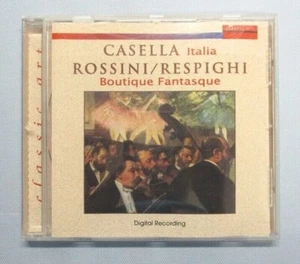 CASELLA Italia
ROSSINI/RESPIGHI
Boutique Fantasque
classic art
Digital Recording